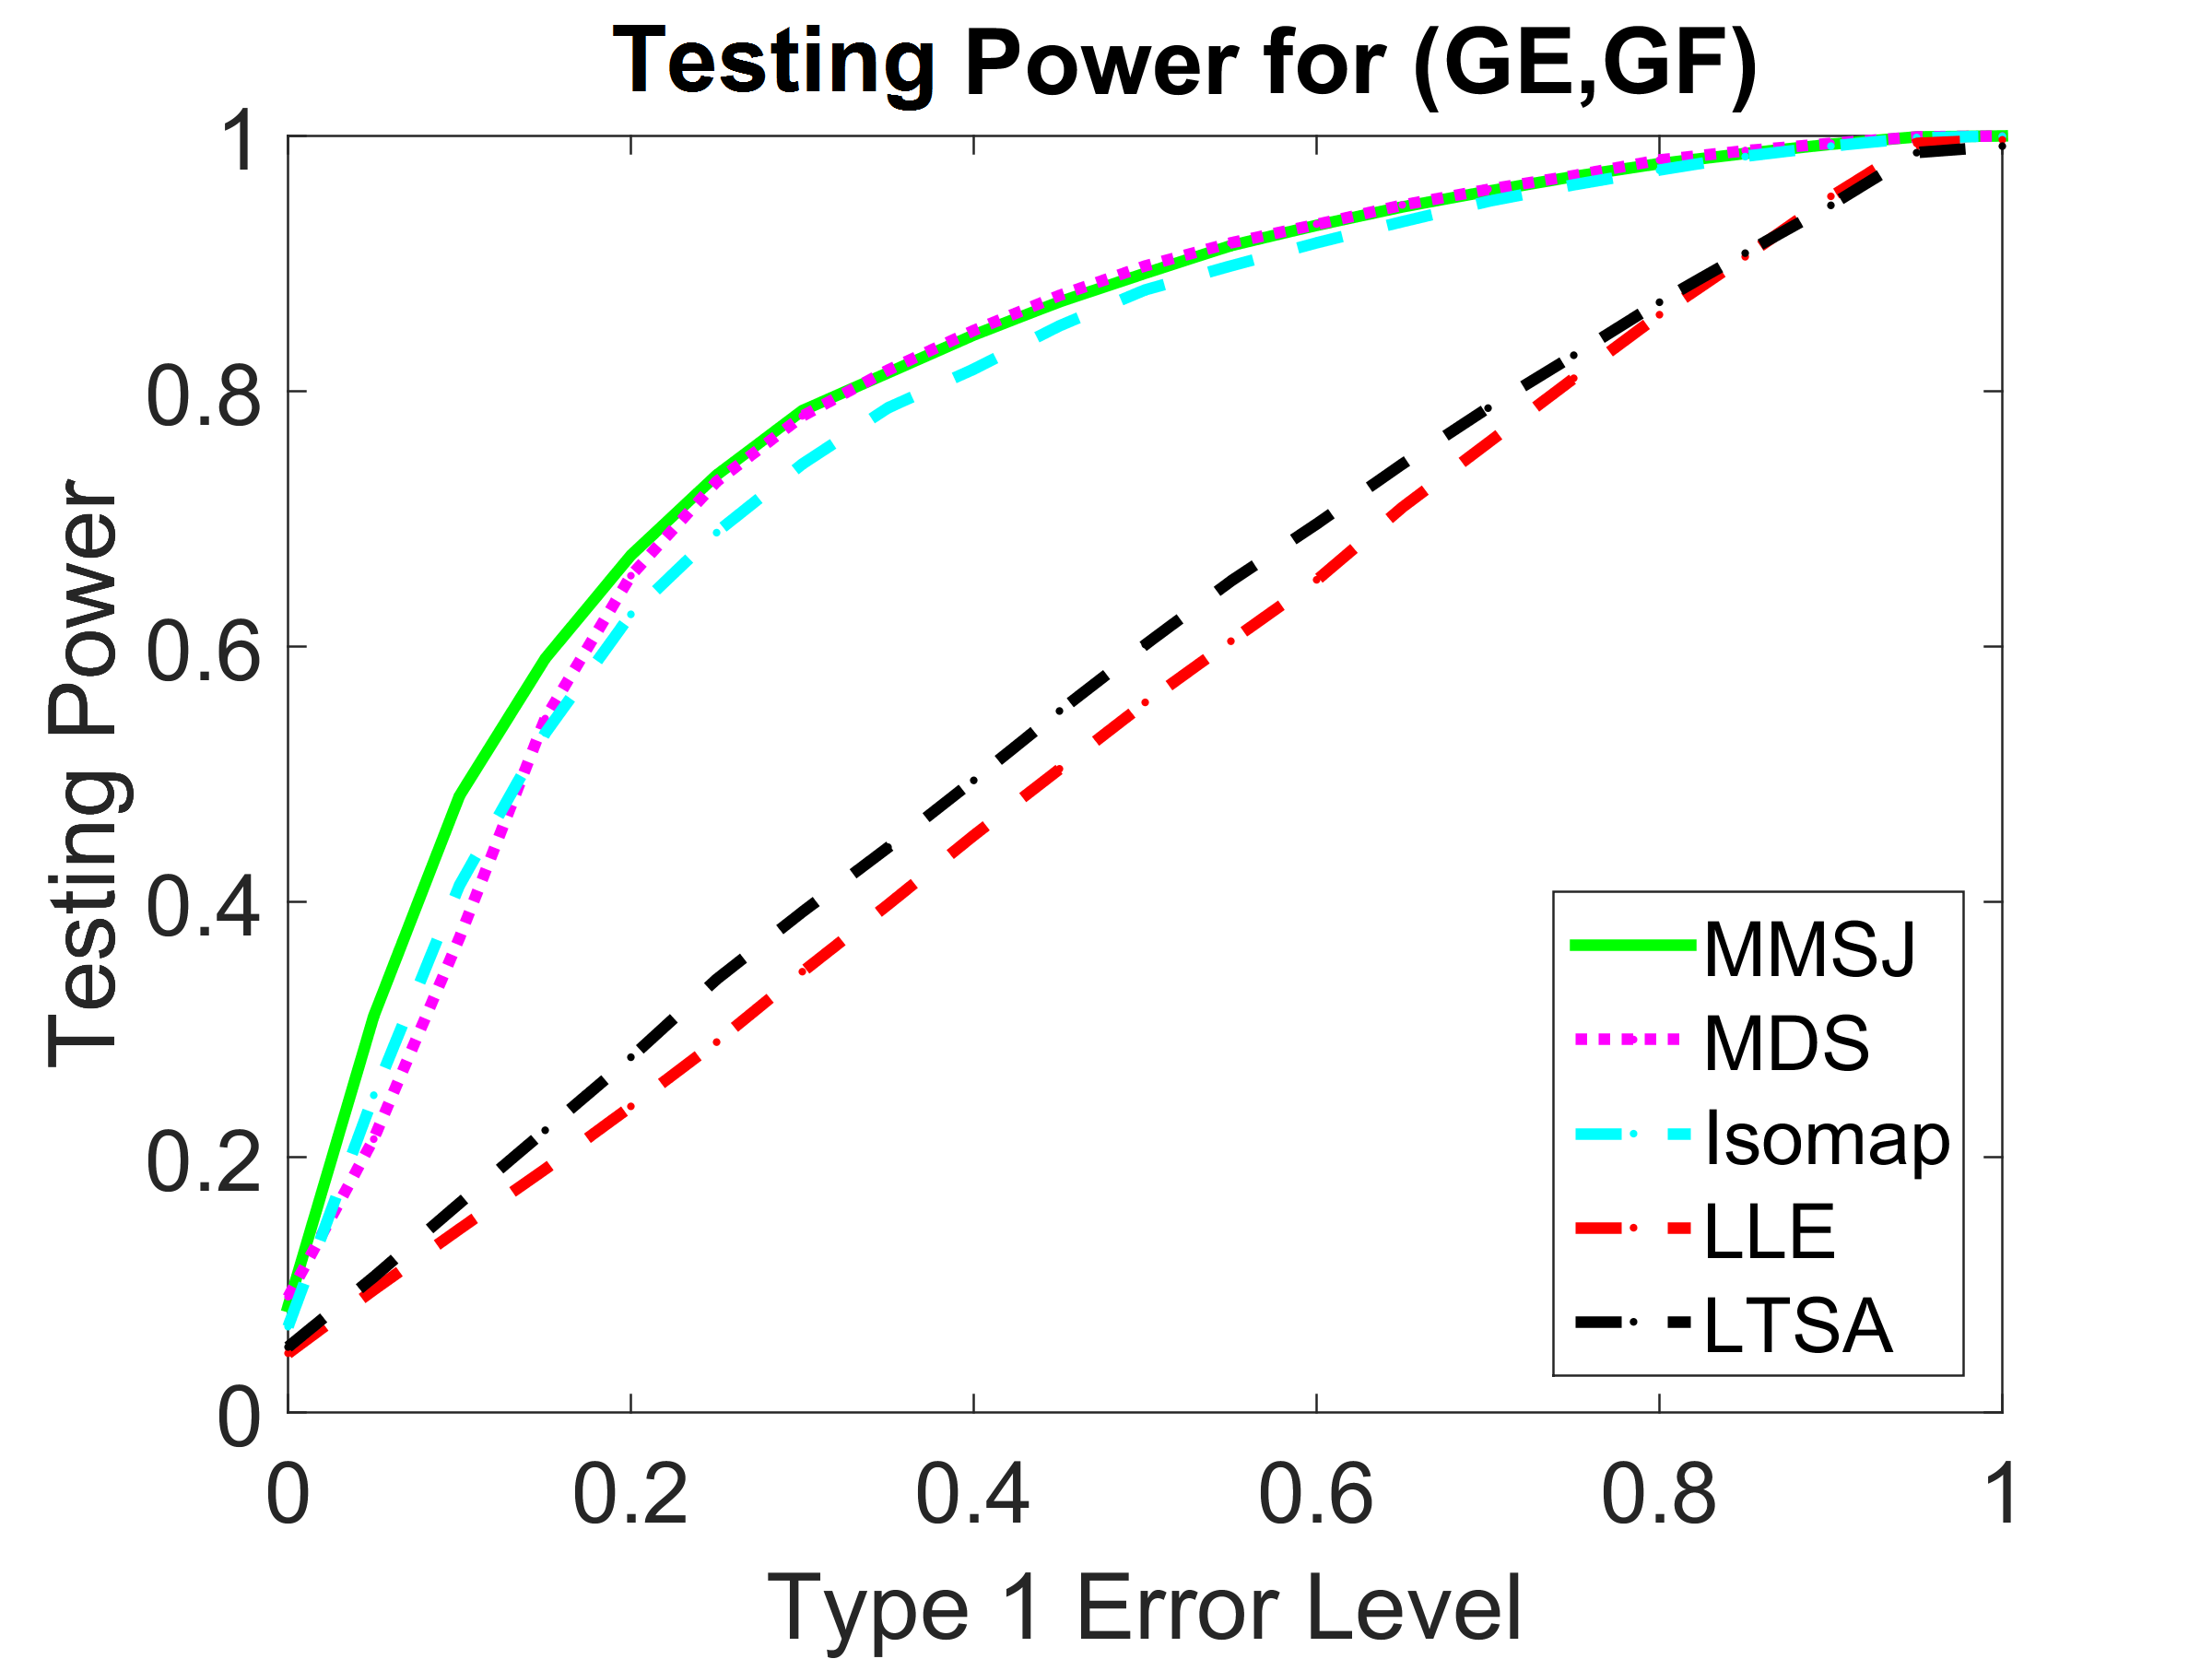 Testing Power for (GE,GF)
1
0.8
0.6
0.4
0.2
0
Testing Power
0 0.2 0.4 0.6 0.8 1
Type 1 Error Level
MMSJ
MDS
Isomap
LLE
LTSA